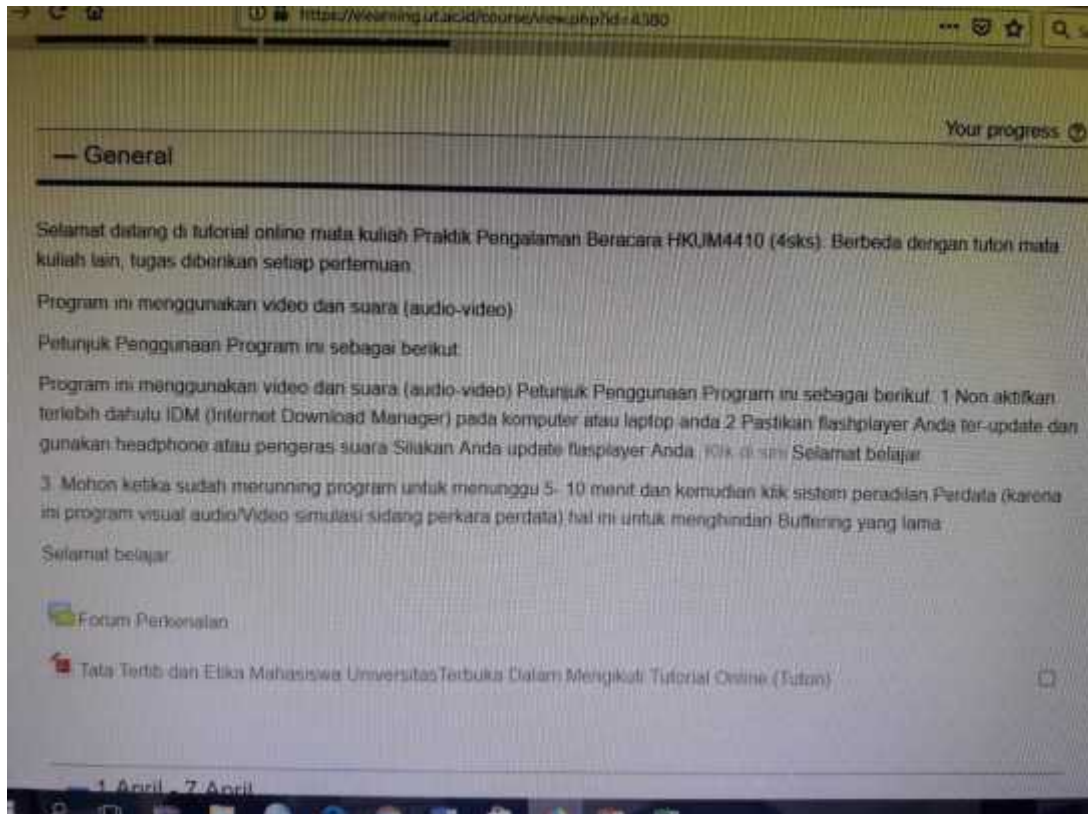 https://elearning.ut.ac.id/course/view.php?id=4380
Your progress
— General
Selamat datang di tutorial online mata kuliah Praktik Pengalaman Beracara HKUM4410 (4sks). Berbeda dengan tuton mata
kuliah lain, tugas diberikan setiap pertemuan.
Program ini menggunakan video dan suara (audio-video)
Petunjuk Penggunaan Program ini sebagai berikut:
Program ini menggunakan video dan suara (audio-video) Petunjuk Penggunaan Program ini sebagai berikut. 1 Non aktifkan
terlebih dahulu IDM (Internet Download Manager) pada komputer atau laptop anda 2 Pastikan flashplayer Anda ter-update dan
gunakan headphone atau pengeras suara Silakan Anda update flasplayer Anda. Klik di sini Selamat belajar
3. Mohon ketika sudah merunning program untuk menunggu 5- 10 menit dan kemudian klik sistem peradilan Perdata (karena
ini program visual audio/Video simulasi sidang perkara perdata) hal ini untuk menghindari Buffering yang lama
Selamat belajar.
Forum Perkenalan
Tata Tertib dan Etika Mahasiswa UniversitasTerbuka Dalam Mengikuti Tutorial Online (Tuton)
1 April - 7 April